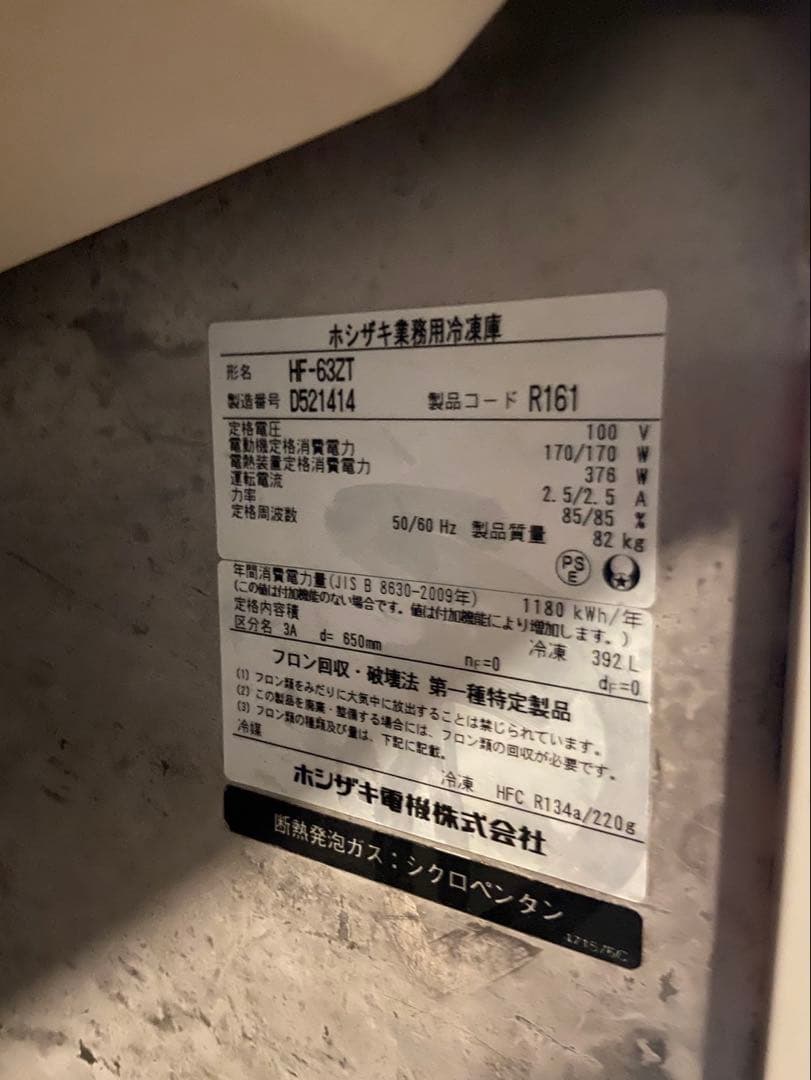 ホシザキ業務用冷凍庫
形名 HF-63ZT
製造番号 D521414 製品コード R161
定格電圧 100 V
電動機定格消費電力 170/170 W
電熱装置定格消費電力 376 W
運転電流 2.5/2.5 A
力率 85/85 %
定格周波数 50/60 Hz 製品質量 82 kg
PS
E
年間消費電力量(JIS B 8630-2009年) 1180 kWh/年
(この値は付加機能のない場合です。値は付加機能により増加します。)
定格内容積 冷凍 392 L
区分名 3A d= 650mm nF=0 dF=0
フロン回収・破壊法 第一種特定製品
(1) フロン類をみだりに大気中に放出することは禁じられています。
(2) この製品を廃棄・整備する場合には、フロン類の回収が必要です。
(3) フロン類の種類及び量は、下記に記載。
冷媒 冷凍 HFC R134a/220g
ホシザキ電機株式会社
断熱発泡ガス:シクロペンタン